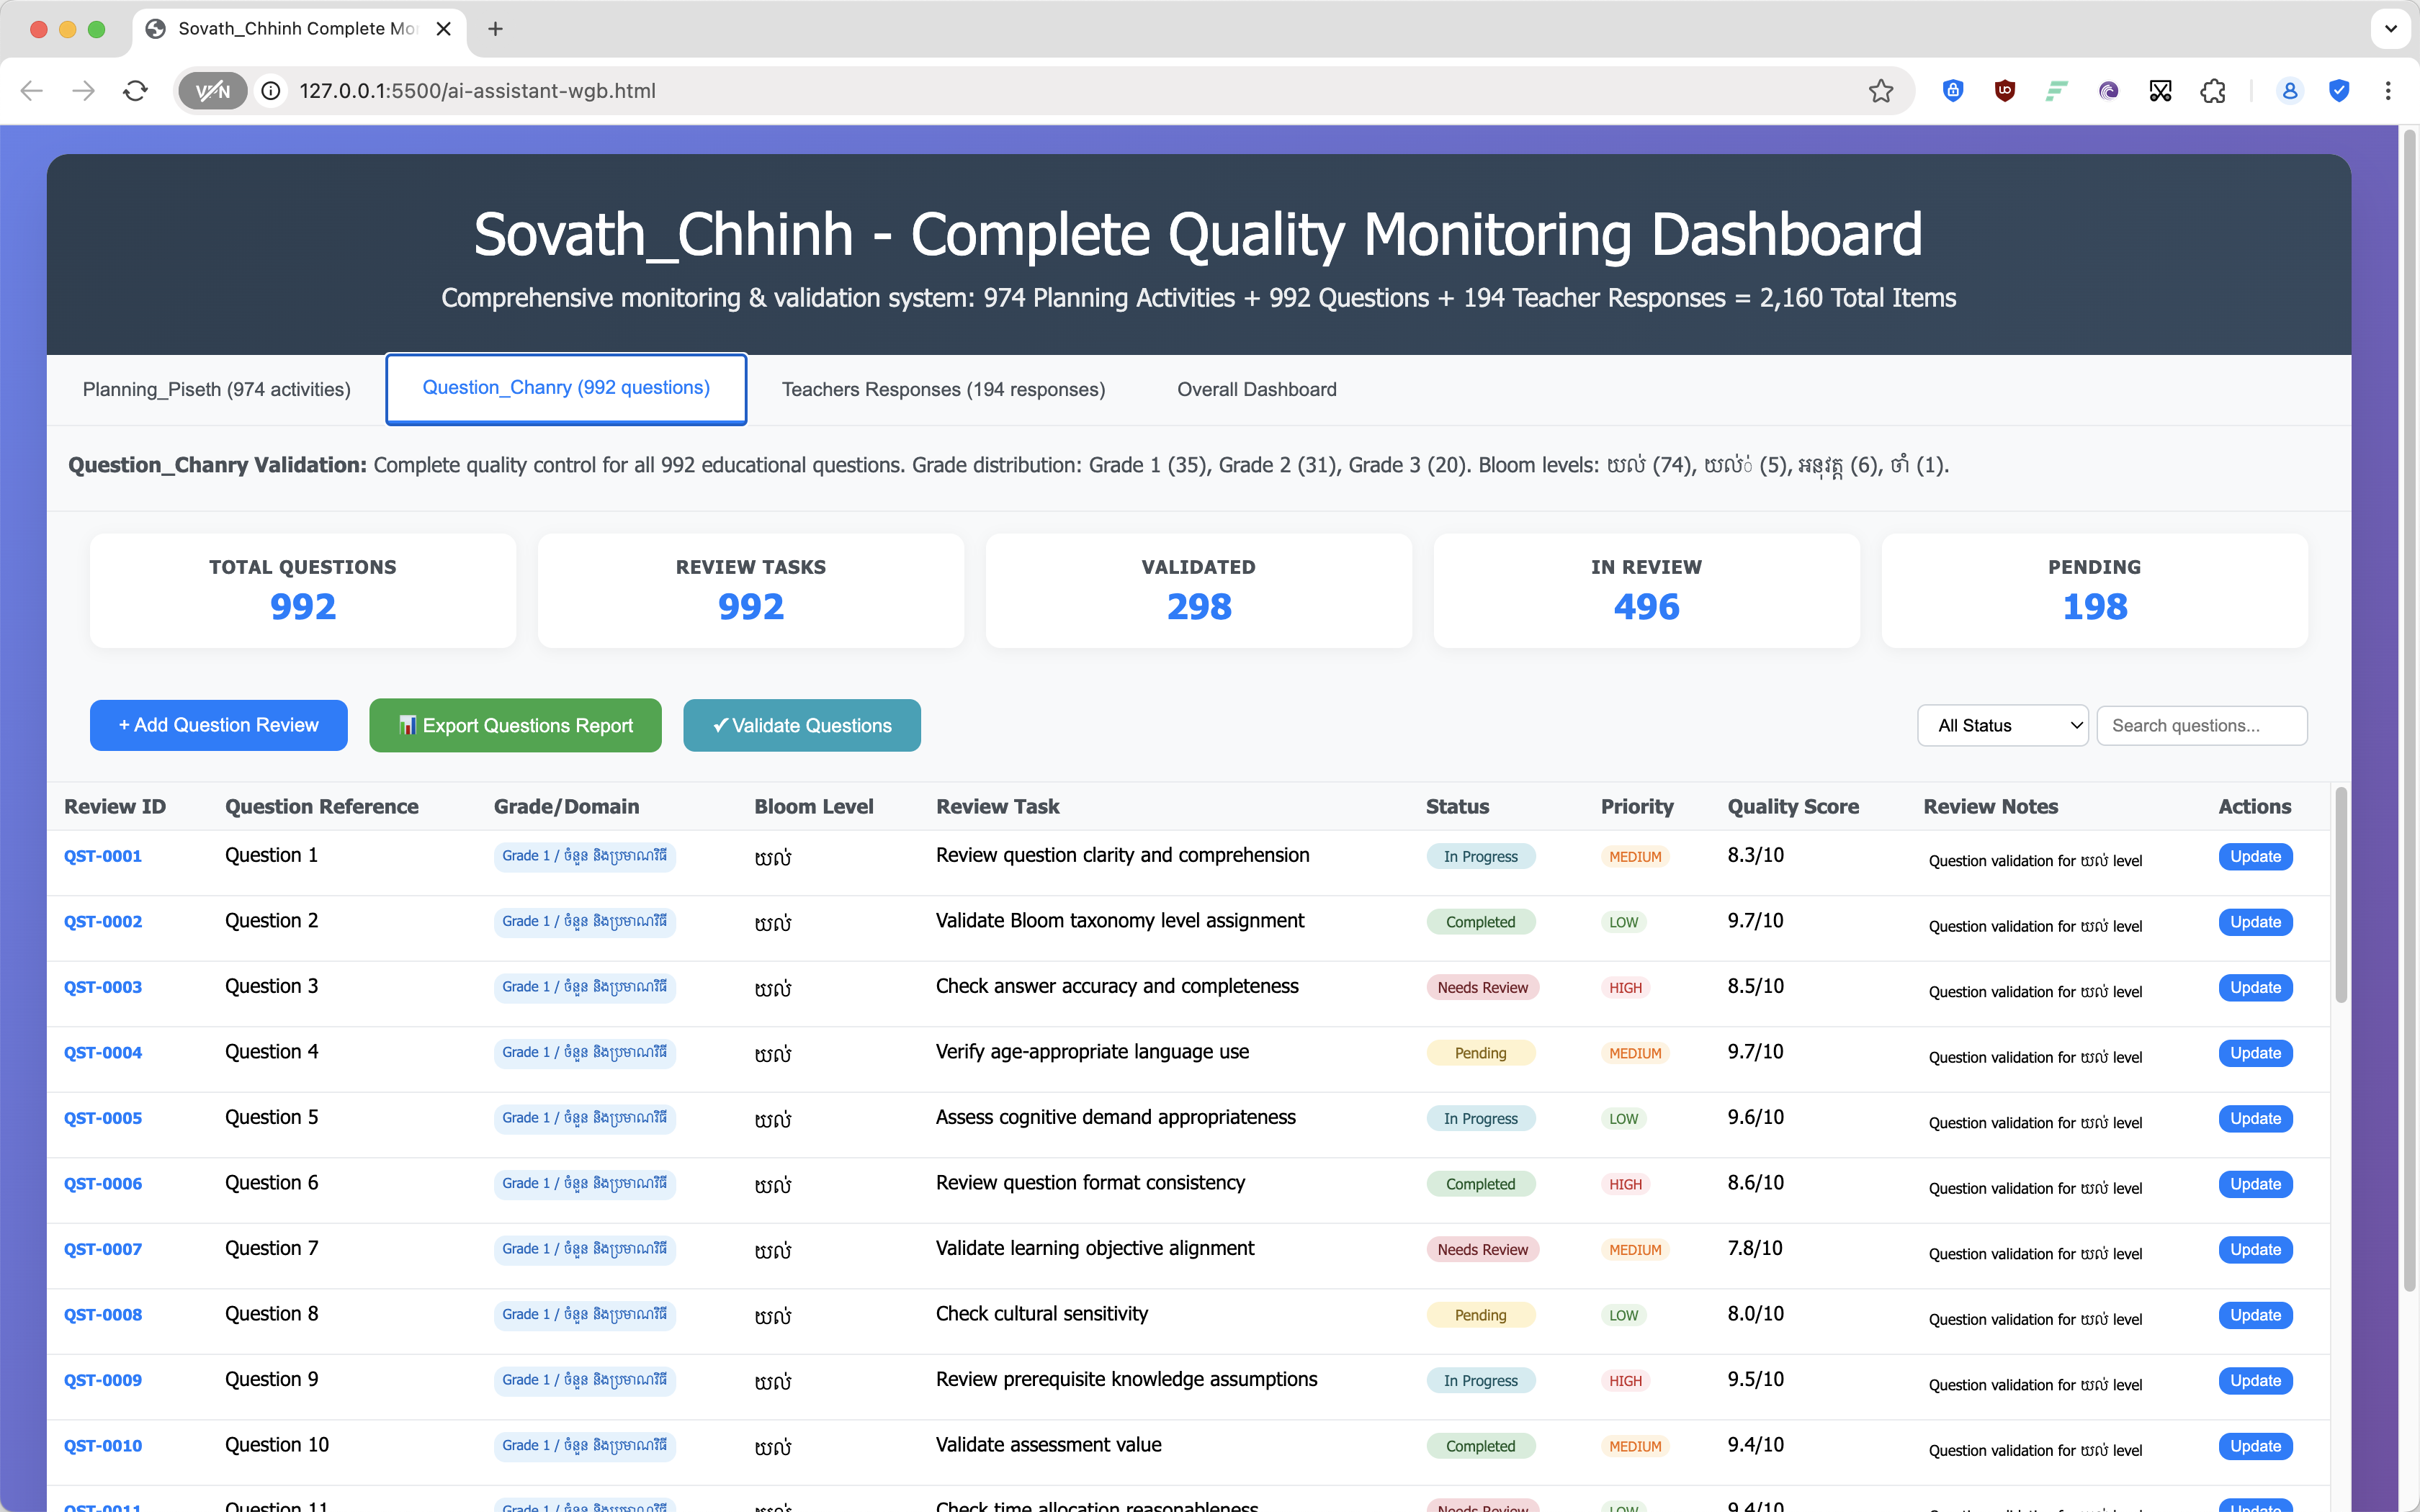 Sovath_Chhinh Complete Mo
VPN
127.0.0.1:5500/ai-assistant-wgb.html
Sovath_Chhinh - Complete Quality Monitoring Dashboard
Comprehensive monitoring & validation system: 974 Planning Activities + 992 Questions + 194 Teacher Responses = 2,160 Total Items
Planning_Piseth (974 activities) Question_Chanry (992 questions) Teachers Responses (194 responses) Overall Dashboard
Question_Chanry Validation: Complete quality control for all 992 educational questions. Grade distribution: Grade 1 (35), Grade 2 (31), Grade 3 (20). Bloom levels: យល់ (74), យល់់ (5), អនុវត្ត (6), ចាំ (1).
TOTAL QUESTIONS REVIEW TASKS VALIDATED IN REVIEW PENDING
992 992 298 496 198
+ Add Question Review 📊 Export Questions Report ✓ Validate Questions All Status Search questions...
Review ID Question Reference Grade/Domain Bloom Level Review Task Status Priority Quality Score Review Notes Actions
QST-0001 Question 1 Grade 1 / ចំនួន និងប្រមាណវិធី យល់ Review question clarity and comprehension In Progress MEDIUM 8.3/10 Question validation for យល់ level Update
QST-0002 Question 2 Grade 1 / ចំនួន និងប្រមាណវិធី យល់ Validate Bloom taxonomy level assignment Completed LOW 9.7/10 Question validation for យល់ level Update
QST-0003 Question 3 Grade 1 / ចំនួន និងប្រមាណវិធី យល់ Check answer accuracy and completeness Needs Review HIGH 8.5/10 Question validation for យល់ level Update
QST-0004 Question 4 Grade 1 / ចំនួន និងប្រមាណវិធី យល់ Verify age-appropriate language use Pending MEDIUM 9.7/10 Question validation for យល់ level Update
QST-0005 Question 5 Grade 1 / ចំនួន និងប្រមាណវិធី យល់ Assess cognitive demand appropriateness In Progress LOW 9.6/10 Question validation for យល់ level Update
QST-0006 Question 6 Grade 1 / ចំនួន និងប្រមាណវិធី យល់ Review question format consistency Completed HIGH 8.6/10 Question validation for យល់ level Update
QST-0007 Question 7 Grade 1 / ចំនួន និងប្រមាណវិធី យល់ Validate learning objective alignment Needs Review MEDIUM 7.8/10 Question validation for យល់ level Update
QST-0008 Question 8 Grade 1 / ចំនួន និងប្រមាណវិធី យល់ Check cultural sensitivity Pending LOW 8.0/10 Question validation for យល់ level Update
QST-0009 Question 9 Grade 1 / ចំនួន និងប្រមាណវិធី យល់ Review prerequisite knowledge assumptions In Progress HIGH 9.5/10 Question validation for យល់ level Update
QST-0010 Question 10 Grade 1 / ចំនួន និងប្រមាណវិធី យល់ Validate assessment value Completed MEDIUM 9.4/10 Question validation for យល់ level Update
QST-0011 Question 11 Grade 1 / ចំនួន និងប្រមាណវិធី យល់ Check time allocation reasonableness Needs Review LOW 9.4/10 Update